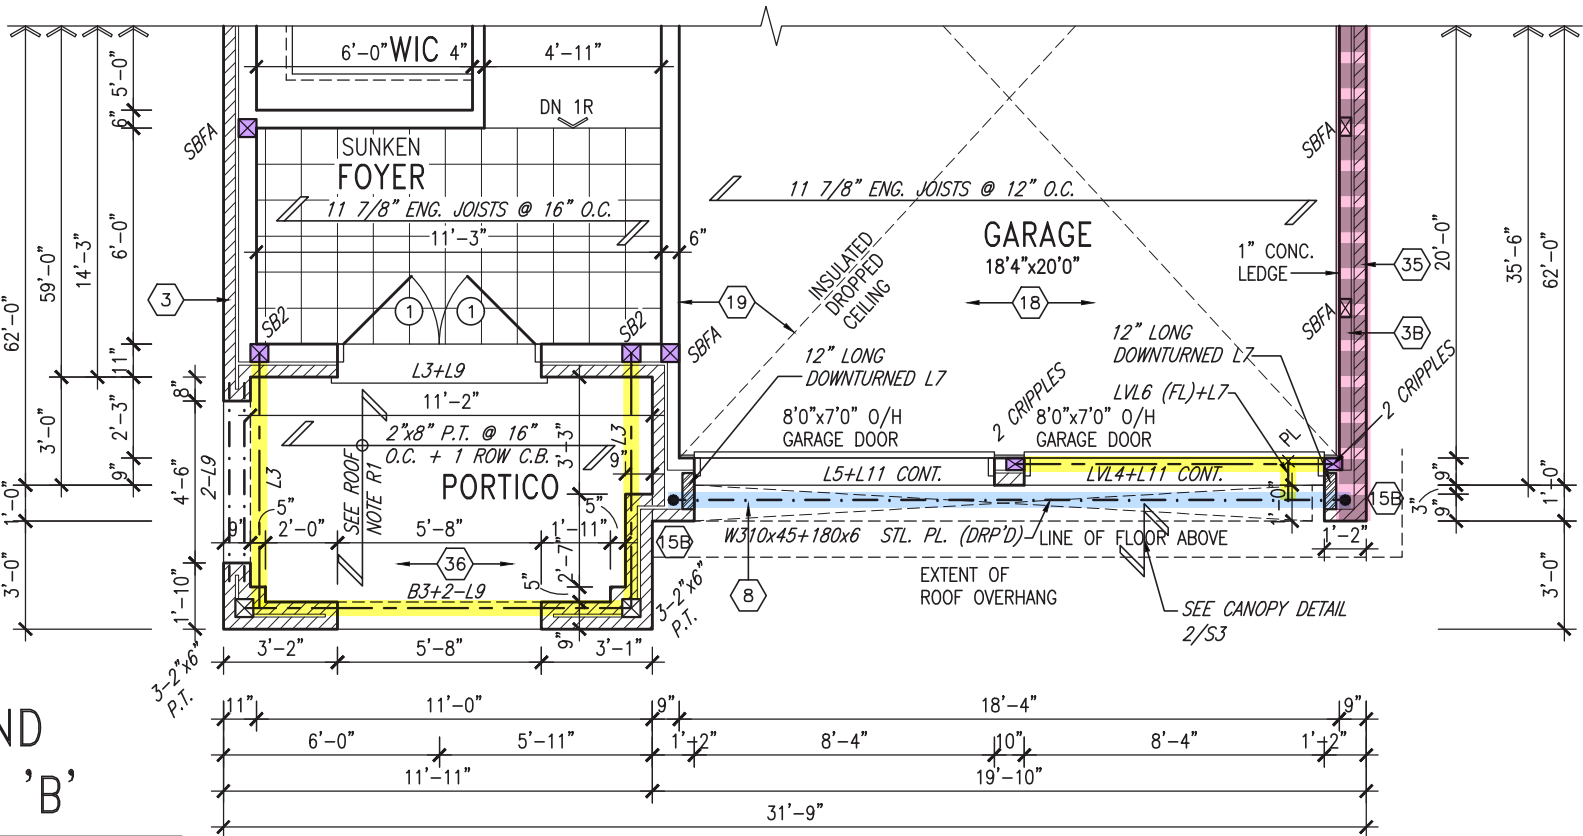 6'-0" WIC 4" 4'-11"
DN 1R
SBFA
SUNKEN
FOYER
11 7/8" ENG. JOISTS @ 16" O.C.
11'-3"
6"
11 7/8" ENG. JOISTS @ 12" O.C.
GARAGE
18'4"x20'0"
18
INSULATED
DROPPED
CEILING
1" CONC.
LEDGE
SBFA
SBFA
35
3B
3
19
1
1
SB2
SB2
SBFA
12" LONG
DOWNTURNED L7
12" LONG
DOWNTURNED L7
LVL6 (FL)+L7
2 CRIPPLES
2 CRIPPLES
8'0"x7'0" O/H
GARAGE DOOR
8'0"x7'0" O/H
GARAGE DOOR
PL
L5+L11 CONT.
LVL4+L11 CONT.
W310x45+180x6 STL. PL. (DRP'D)
LINE OF FLOOR ABOVE
15B
15B
8
EXTENT OF
ROOF OVERHANG
SEE CANOPY DETAIL
2/S3
L3+L9
11'-2"
2"x8" P.T. @ 16"
O.C. + 1 ROW C.B.
PORTICO
SEE ROOF
NOTE R1
L3
L3
2-L9
3'-3"
9"
5"
5"
9"
2'-0"
5'-8"
1'-11"
2'-7"
5"
36
B3+2-L9
3-2"x6"
P.T.
3-2"x6"
P.T.
9"
3'-2"
5'-8"
3'-1"
62'-0"
1'-0"
3'-0"
59'-0"
3'-0"
14'-3"
5'-0"
6"
6'-0"
11"
2'-3"
9"
8"
4'-6"
1'-10"
20'-0"
9"
3"
9"
35'-6"
62'-0"
1'-0"
3'-0"
1'-0"
1'-2"
11"
11'-0"
9"
18'-4"
9"
6'-0"
5'-11"
1'-2"
8'-4"
10"
8'-4"
1'-2"
11'-11"
19'-10"
31'-9"
ND
'B'